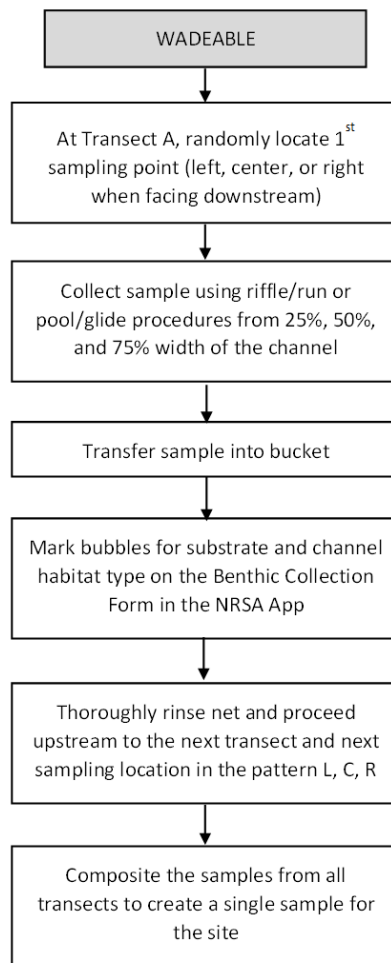 WADEABLE
At Transect A, randomly locate 1st
sampling point (left, center, or right
when facing downstream)
Collect sample using riffle/run or
pool/glide procedures from 25%, 50%,
and 75% width of the channel
Transfer sample into bucket
Mark bubbles for substrate and channel
habitat type on the Benthic Collection
Form in the NRSA App
Thoroughly rinse net and proceed
upstream to the next transect and next
sampling location in the pattern L, C, R
Composite the samples from all
transects to create a single sample for
the site